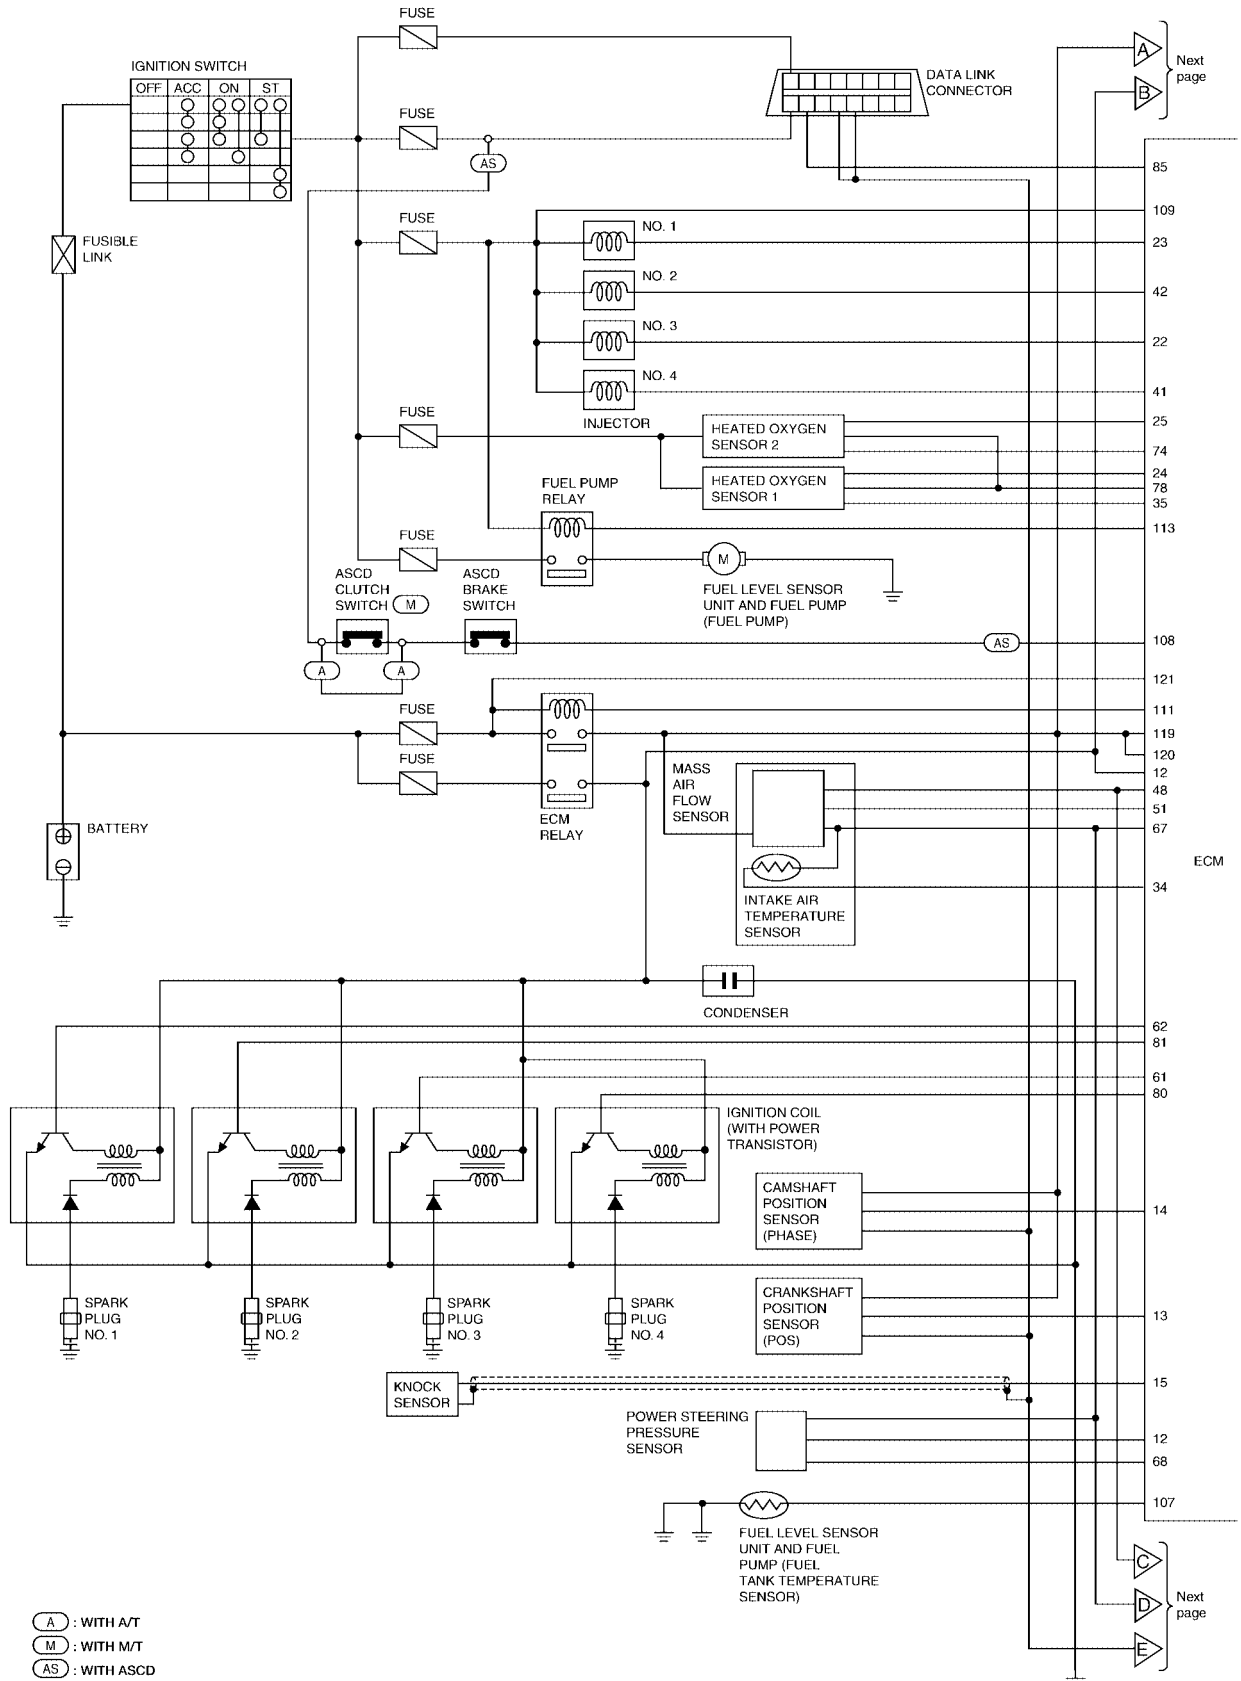 FUSE
IGNITION SWITCH
OFF ACC ON ST
DATA LINK
CONNECTOR
A
B
Next
page
FUSE
AS
85
FUSIBLE
LINK
FUSE
NO. 1
109
23
NO. 2
42
NO. 3
22
NO. 4
41
INJECTOR
FUSE
HEATED OXYGEN
SENSOR 2
25
74
HEATED OXYGEN
SENSOR 1
24
78
35
FUEL PUMP
RELAY
113
FUSE
M
FUEL LEVEL SENSOR
UNIT AND FUEL PUMP
(FUEL PUMP)
ASCD
CLUTCH
SWITCH
M
ASCD
BRAKE
SWITCH
AS
108
A
A
121
FUSE
111
119
120
FUSE
12
ECM
RELAY
MASS
AIR
FLOW
SENSOR
48
51
67
BATTERY
ECM
34
INTAKE AIR
TEMPERATURE
SENSOR
CONDENSER
62
81
61
80
IGNITION COIL
(WITH POWER
TRANSISTOR)
CAMSHAFT
POSITION
SENSOR
(PHASE)
14
CRANKSHAFT
POSITION
SENSOR
(POS)
13
SPARK
PLUG
NO. 1
SPARK
PLUG
NO. 2
SPARK
PLUG
NO. 3
SPARK
PLUG
NO. 4
KNOCK
SENSOR
15
POWER STEERING
PRESSURE
SENSOR
12
68
107
FUEL LEVEL SENSOR
UNIT AND FUEL
PUMP (FUEL
TANK TEMPERATURE
SENSOR)
C
D
E
Next
page
A : WITH A/T
M : WITH M/T
AS : WITH ASCD